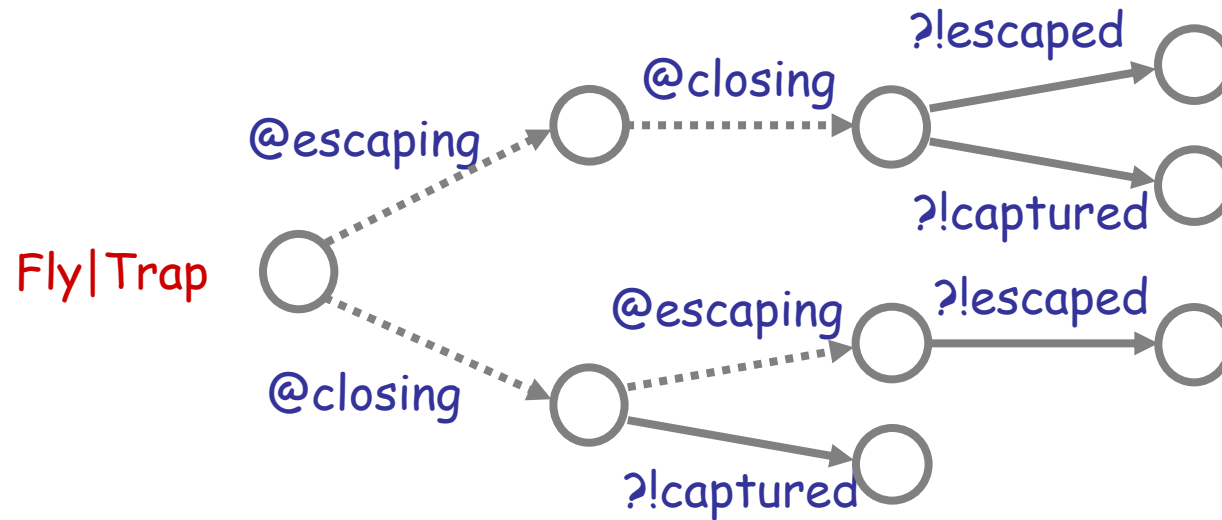 ?!escaped
@closing
@escaping
?!captured
Fly|Trap
@escaping
?!escaped
@closing
?!captured